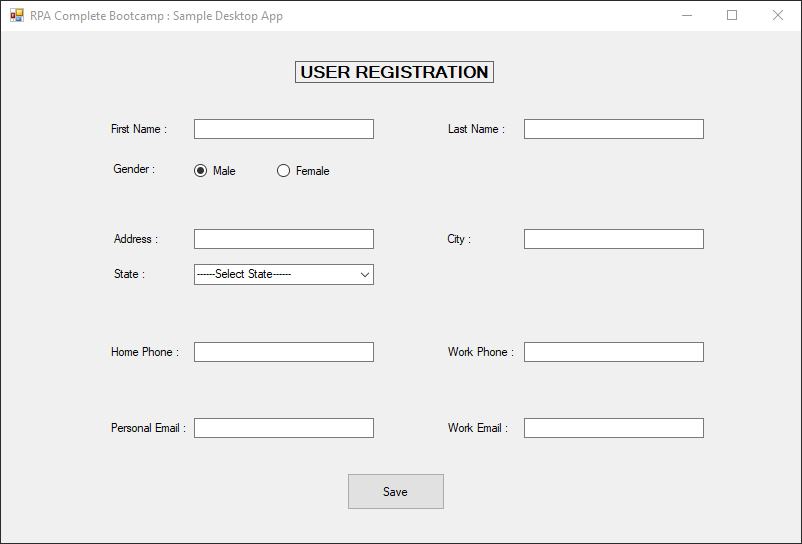 RPA Complete Bootcamp : Sample Desktop App
USER REGISTRATION
First Name :
Last Name :
Gender :
Male
Female
Address :
City :
State :
------Select State------
Home Phone :
Work Phone :
Personal Email :
Work Email :
Save